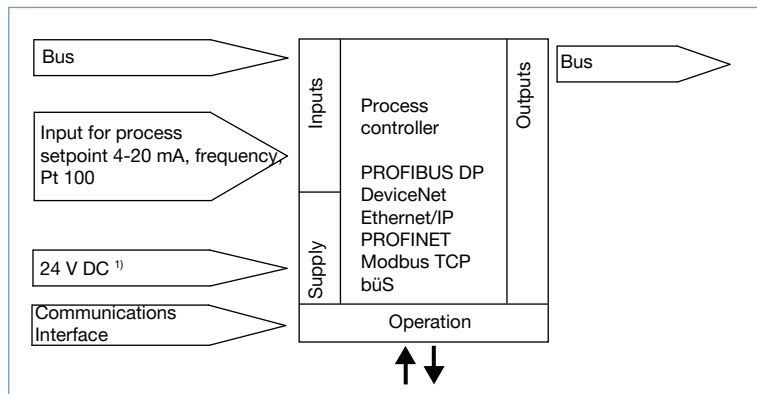 Bus
Input for process
setpoint 4-20 mA, frequency,
Pt 100
24 V DC 1)
Communications
Interface
Inputs
Supply
Process
controller
PROFIBUS DP
DeviceNet
Ethernet/IP
PROFINET
Modbus TCP
büS
Operation
Outputs
Bus